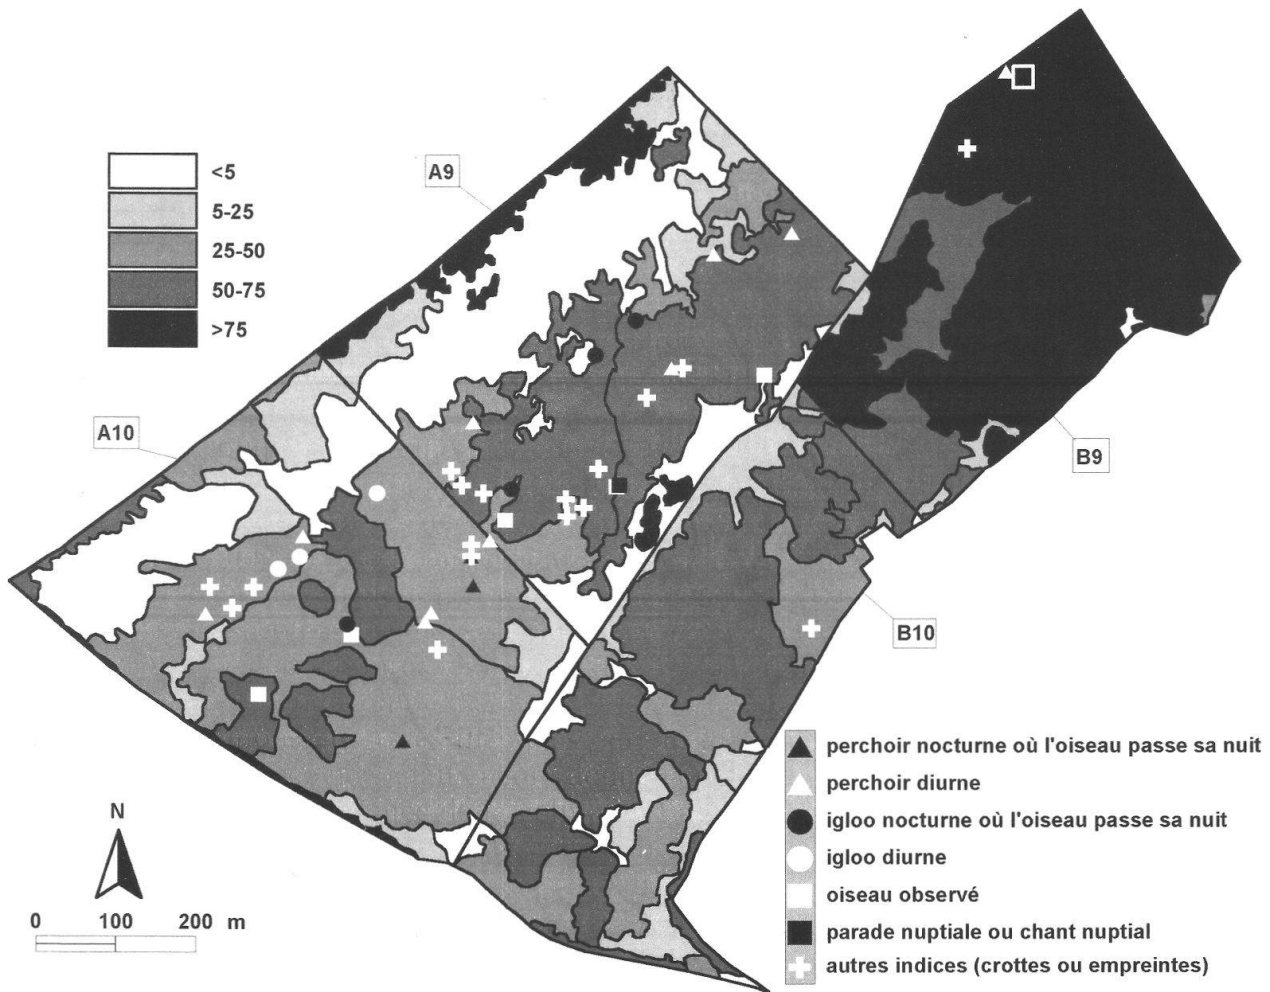 A9
<5
5-25
25-50
50-75
>75
A10
B9
B10
perchoir nocturne où l'oiseau passe sa nuit
perchoir diurne
igloo nocturne où l'oiseau passe sa nuit
igloo diurne
oiseau observé
parade nuptiale ou chant nuptial
autres indices (crottes ou empreintes)
N
0 100 200 m